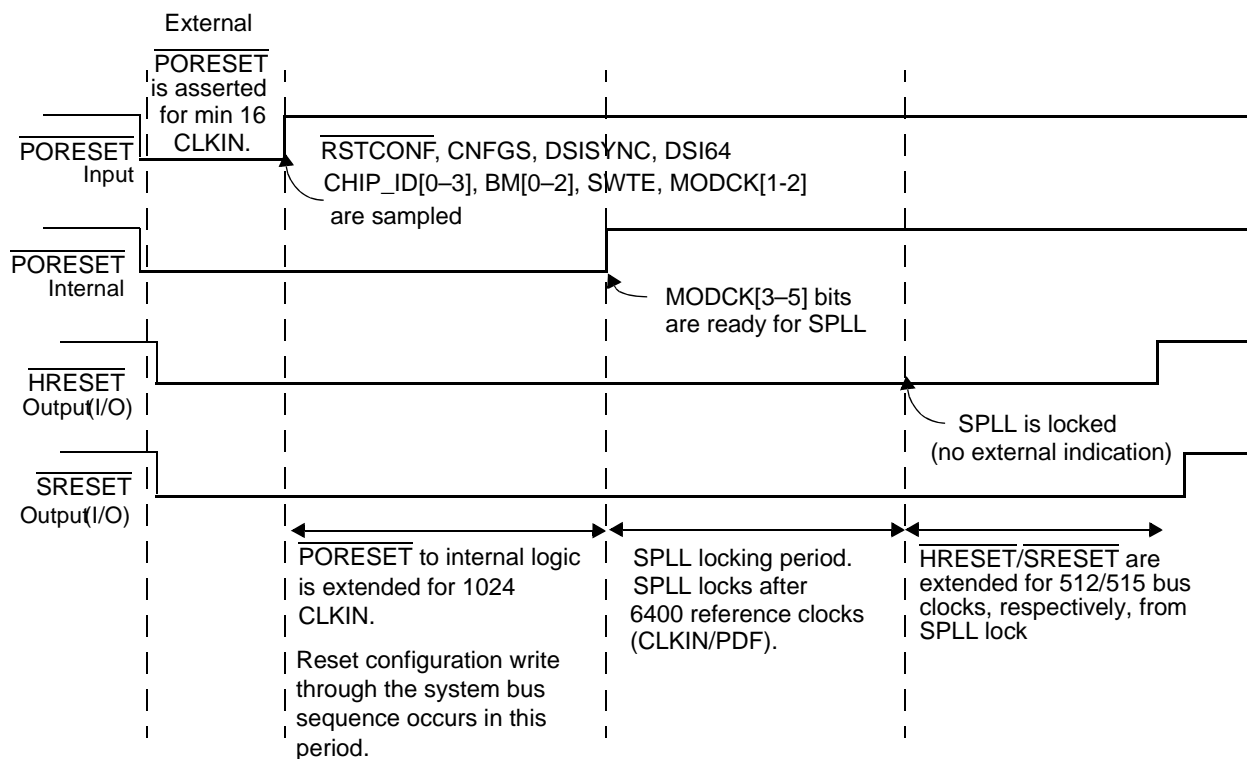 External
PORESET
is asserted
for min 16
CLKIN.
PORESET
Input
RSTCONF, CNFGS, DSISYNC, DSI64
CHIP_ID[0–3], BM[0–2], SWTE, MODCK[1-2]
are sampled
PORESET
Internal
MODCK[3–5] bits
are ready for SPLL
HRESET
Output(I/O)
SPLL is locked
(no external indication)
SRESET
Output(I/O)
PORESET to internal logic
is extended for 1024
CLKIN.
Reset configuration write
through the system bus
sequence occurs in this
period.
SPLL locking period.
SPLL locks after
6400 reference clocks
(CLKIN/PDF).
HRESET/SRESET are
extended for 512/515 bus
clocks, respectively, from
SPLL lock